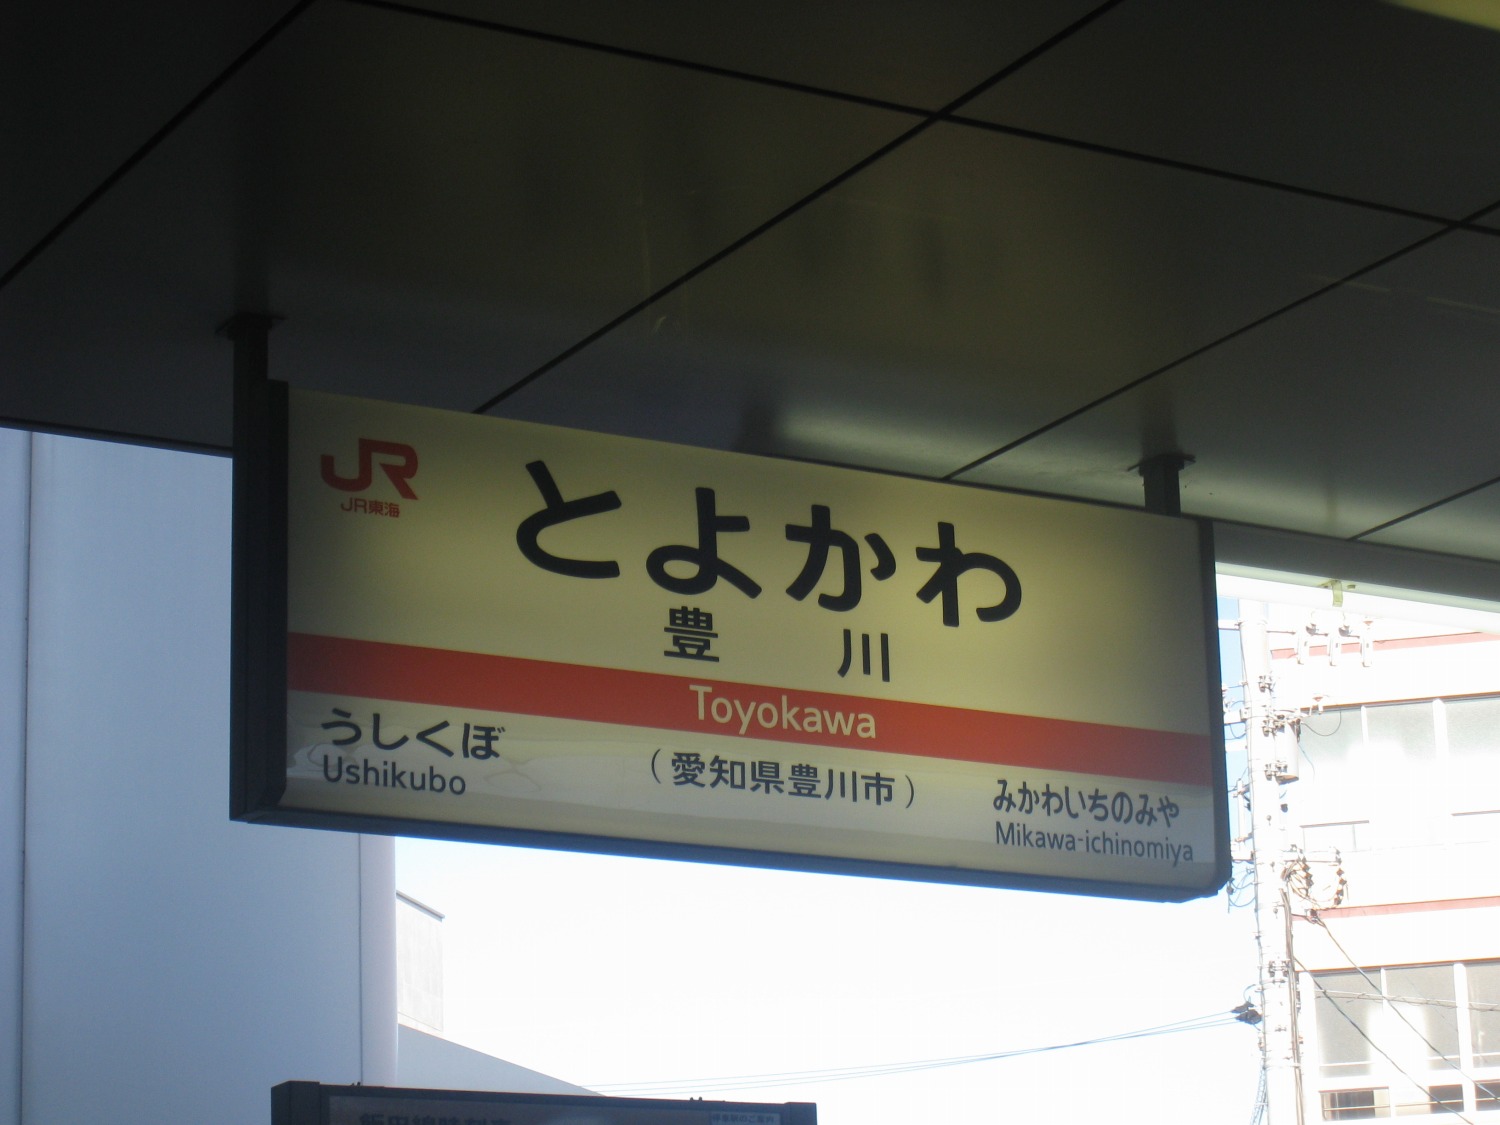 JR
JR東海
とよかわ
豊川
Toyokawa
うしくぼ
Ushikubo
(愛知県豊川市)
みかわいちのみや
Mikawa-ichinomiya